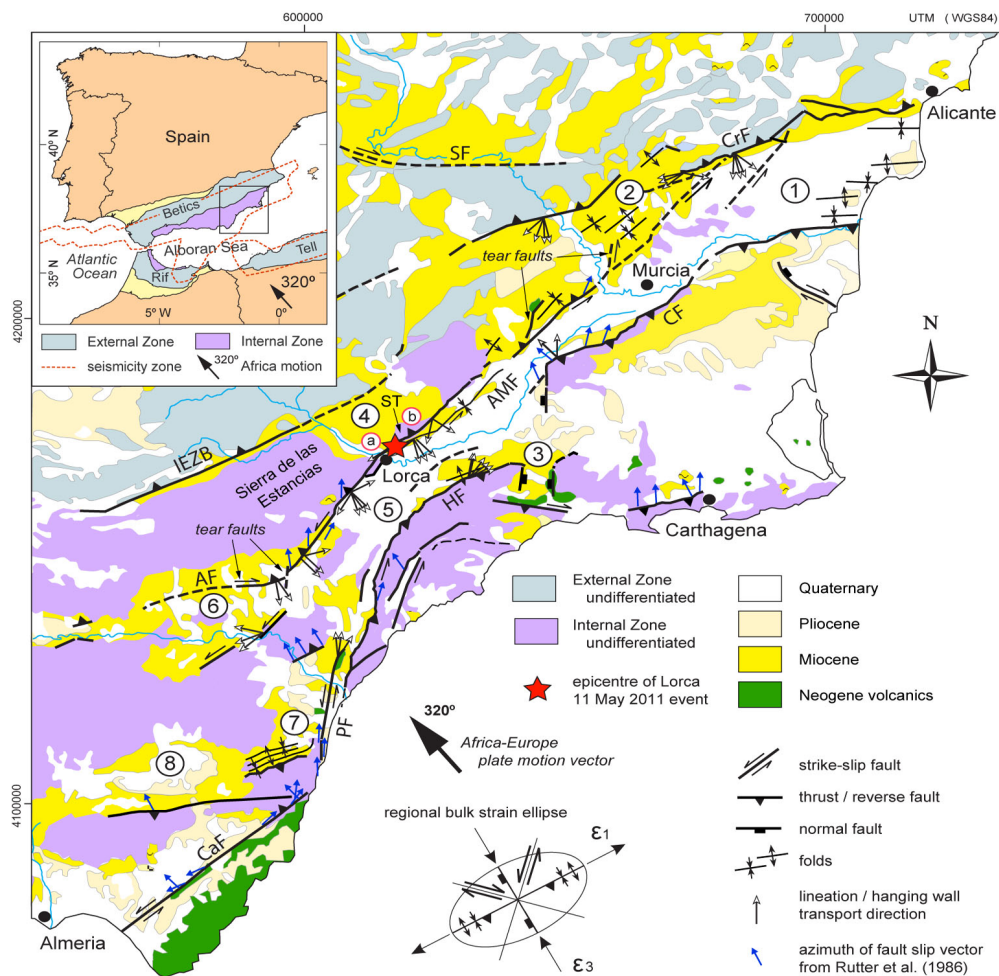 600000
700000
UTM ( WGS84)
Spain
40° N
35° N
Betics
Alboran Sea
Tell
Atlantic
Ocean
Rif
320°
5° W
0°
External Zone
Internal Zone
seismicity zone
320°
Africa motion
Alicante
CrF
SF
2
1
tear faults
Murcia
CF
4200000
N
AMF
4
ST
b
a
IEZB
Lorca
3
Sierra de las
Estancias
5
HF
Carthagena
tear faults
AF
6
PF
7
8
4100000
CaF
Almeria
External Zone
undifferentiated
Internal Zone
undifferentiated
epicentre of Lorca
11 May 2011 event
Quaternary
Pliocene
Miocene
Neogene volcanics
320°
Africa-Europe
plate motion vector
regional bulk strain ellipse
ε1
ε3
strike-slip fault
thrust / reverse fault
normal fault
folds
lineation / hanging wall
transport direction
azimuth of fault slip vector
from Rutter et al. (1986)